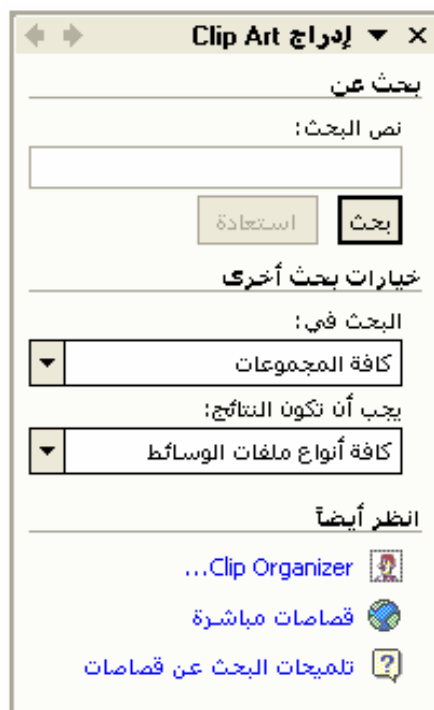 إدراج Clip Art
بحث عن
نص البحث:
بحث
استعادة
خيارات بحث أخرى
البحث في:
كافة المجموعات
يجب أن تكون النتائج:
كافة أنواع ملفات الوسائط
انظر أيضاً
Clip Organizer...
قصاصات مباشرة
تلميحات البحث عن قصاصات